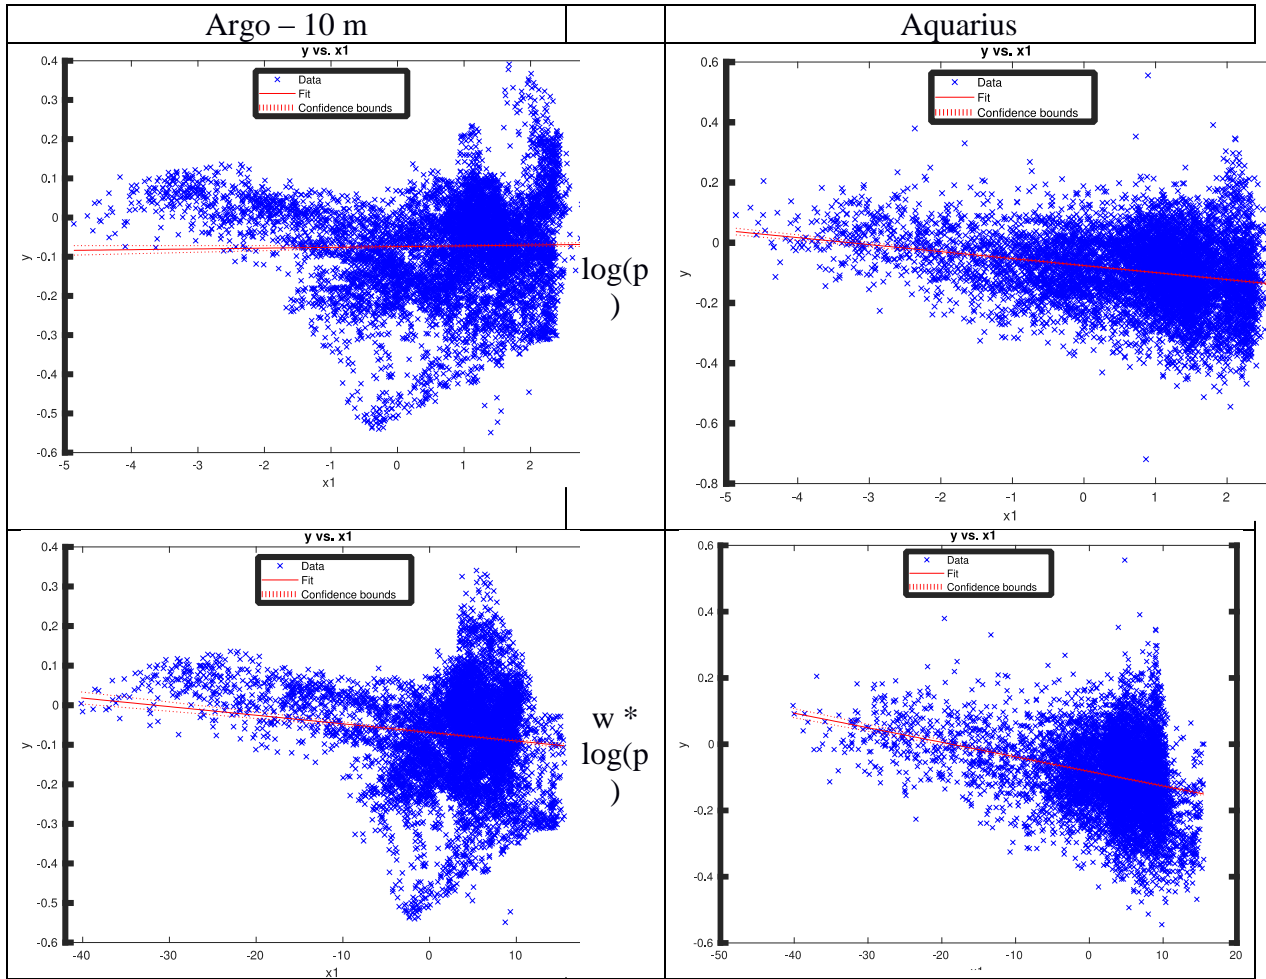 Argo – 10 m
Aquarius
y vs. x1
Data
Fit
Confidence bounds
0.4
0.3
0.2
0.1
0
-0.1
-0.2
-0.3
-0.4
-0.5
-0.6
y
-5
-4
-3
-2
-1
0
1
2
x1
log(p
)
y vs. x1
Data
Fit
Confidence bounds
0.6
0.4
0.2
0
-0.2
-0.4
-0.6
-0.8
y
-5
-4
-3
-2
-1
0
1
2
x1
y vs. x1
Data
Fit
Confidence bounds
0.4
0.3
0.2
0.1
0
-0.1
-0.2
-0.3
-0.4
-0.5
-0.6
y
-40
-30
-20
-10
0
10
x1
w *
log(p
)
y vs. x1
Data
Fit
Confidence bounds
0.6
0.4
0.2
0
-0.2
-0.4
-0.6
y
-50
-40
-30
-20
-10
0
10
20